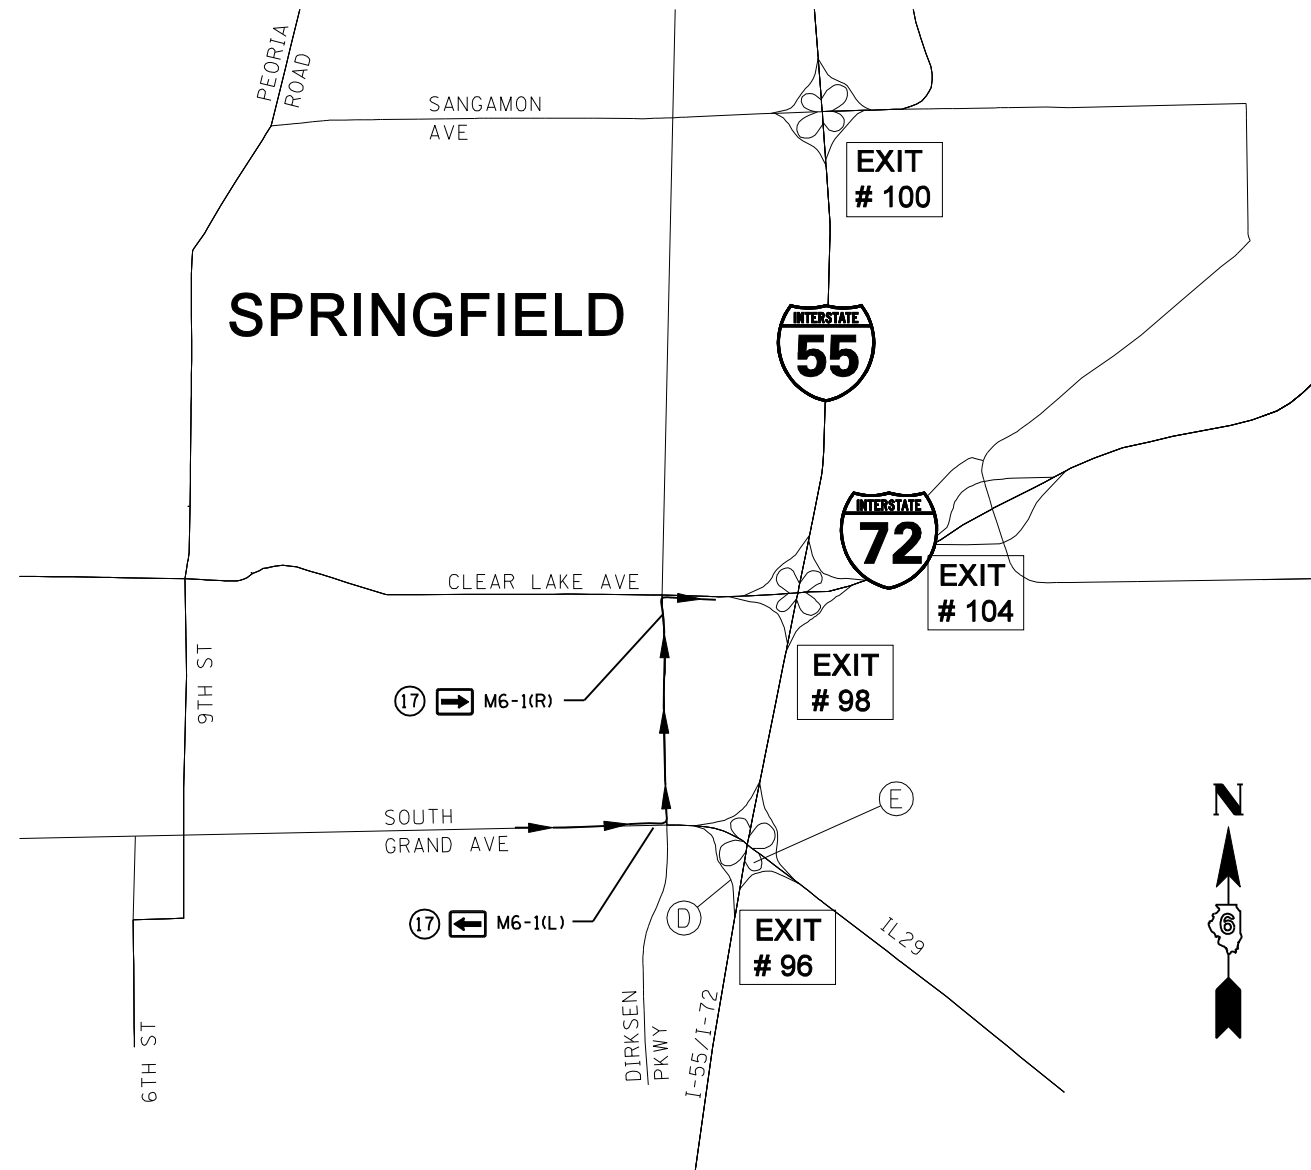 PEORIA
ROAD
SANGAMON
AVE
EXIT
# 100
SPRINGFIELD
INTERSTATE
55
INTERSTATE
72
EXIT
# 104
CLEAR LAKE AVE
9TH ST
EXIT
# 98
17 M6-1(R)
E
N
SOUTH
GRAND AVE
17 M6-1(L)
D
EXIT
# 96
IL29
6
DIRKSEN
PKWY
I-55/I-72
6TH ST